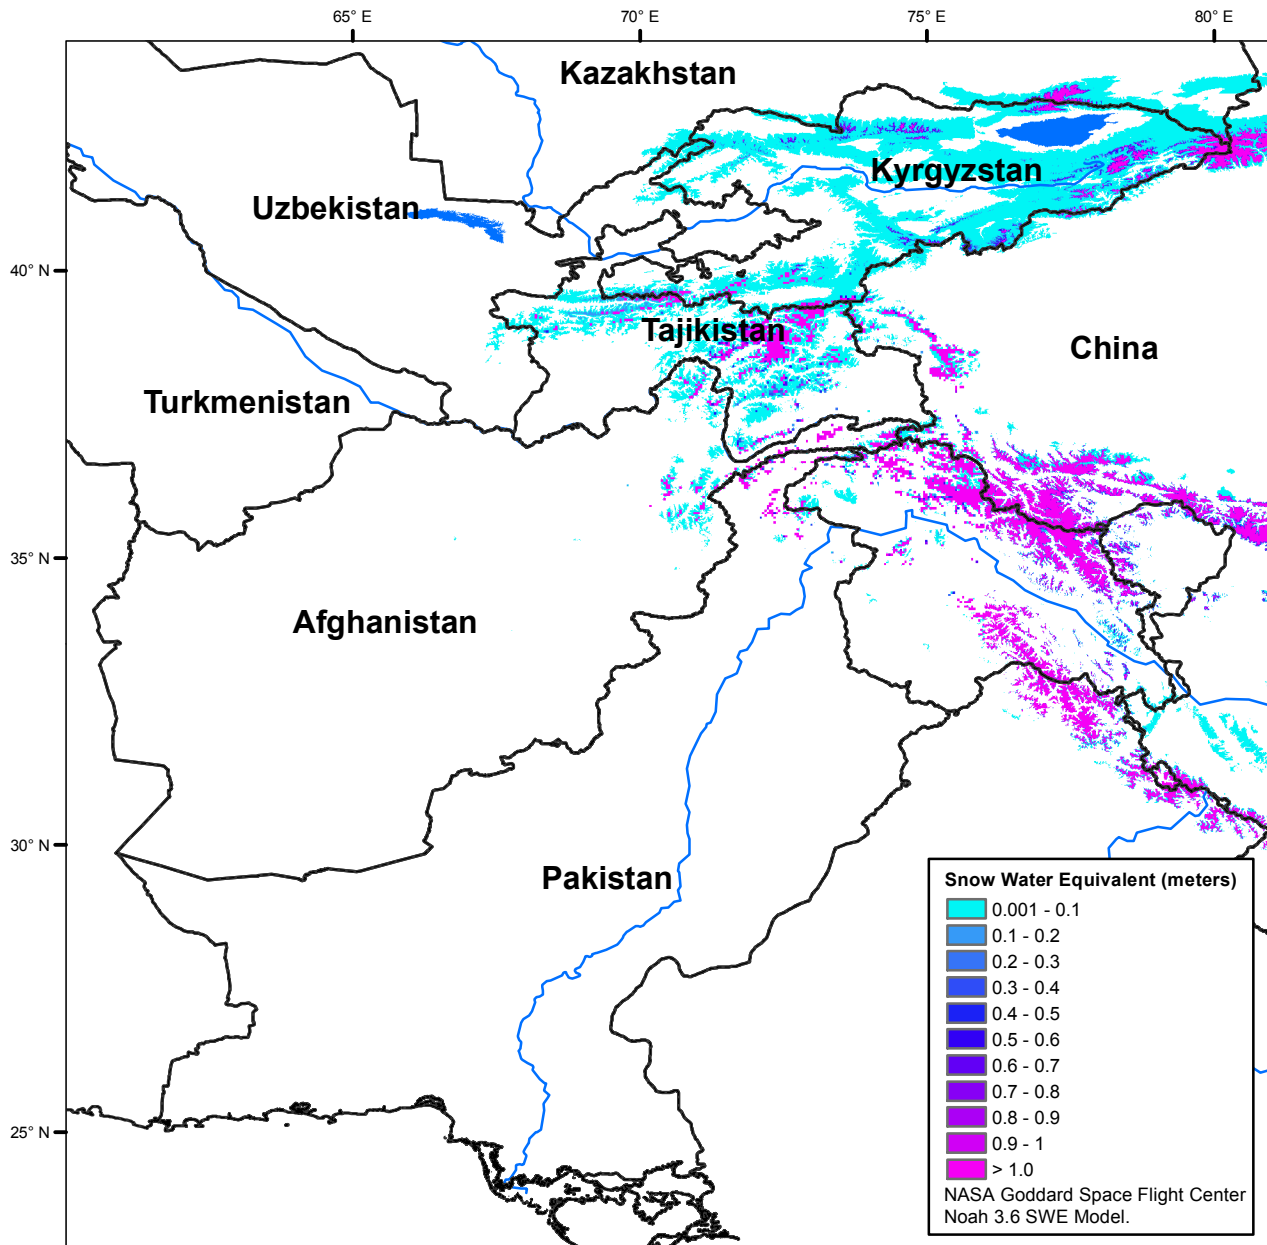 65° E
70° E
75° E
80° E
Kazakhstan
Kyrgyzstan
Uzbekistan
40° N
Tajikistan
China
Turkmenistan
35° N
Afghanistan
30° N
Pakistan
25° N
Snow Water Equivalent (meters)
0.001 - 0.1
0.1 - 0.2
0.2 - 0.3
0.3 - 0.4
0.4 - 0.5
0.5 - 0.6
0.6 - 0.7
0.7 - 0.8
0.8 - 0.9
0.9 - 1
> 1.0
NASA Goddard Space Flight Center
Noah 3.6 SWE Model.